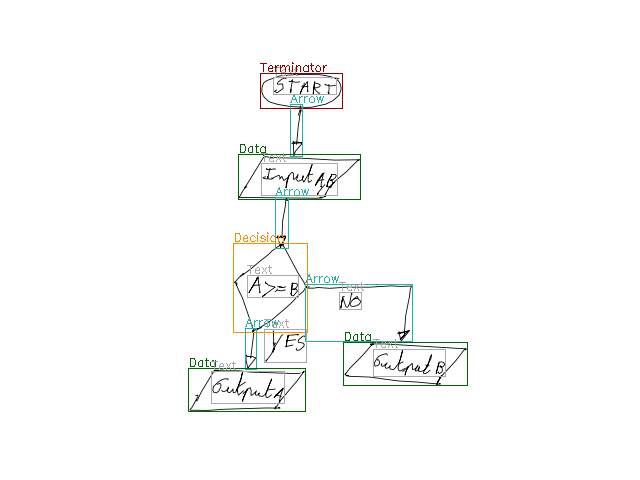 Terminator
Text
START
Arrow
Data
Text
Input A,B
Arrow
Decision
Text
A>=B
Arrow
Text
NO
Arrow
Text
YES
Data
Text
Output B
Data
Text
Output A